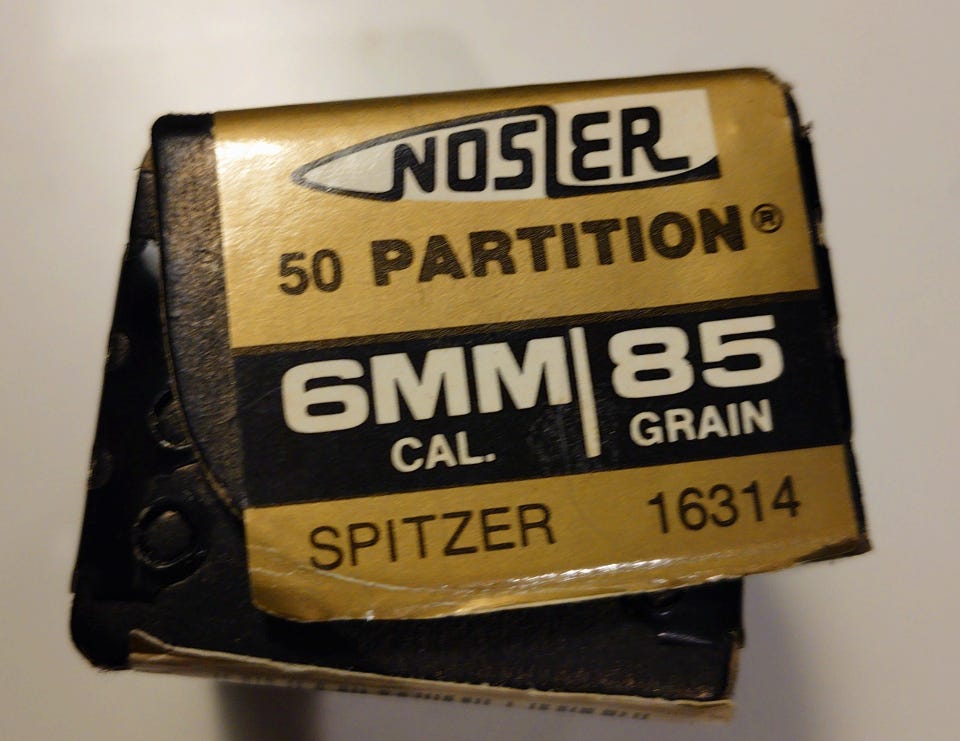 NOSLER
50 PARTITION®
6MM | 85
CAL. GRAIN
SPITZER 16314